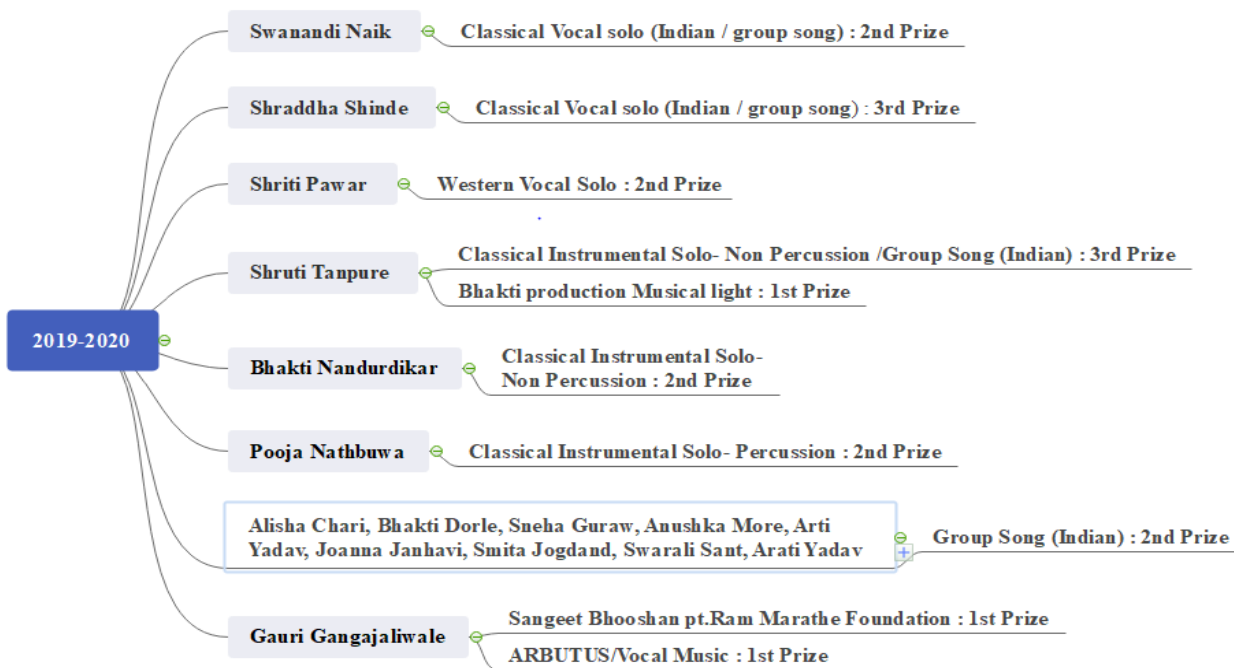 Swanandi Naik
Classical Vocal solo (Indian / group song) : 2nd Prize
Shraddha Shinde
Classical Vocal solo (Indian / group song) : 3rd Prize
Shriti Pawar
Western Vocal Solo : 2nd Prize
Shruti Tanpure
Classical Instrumental Solo- Non Percussion /Group Song (Indian) : 3rd Prize
Bhakti production Musical light : 1st Prize
2019-2020
Bhakti Nandurdikar
Classical Instrumental Solo-
Non Percussion : 2nd Prize
Pooja Nathbuwa
Classical Instrumental Solo- Percussion : 2nd Prize
Alisha Chari, Bhakti Dorle, Sneha Guraw, Anushka More, Arti
Yadav, Joanna Janhavi, Smita Jogdand, Swarali Sant, Arati Yadav
Group Song (Indian) : 2nd Prize
Gauri Gangajaliwale
Sangeet Bhooshan pt.Ram Marathe Foundation : 1st Prize
ARBUTUS/Vocal Music : 1st Prize